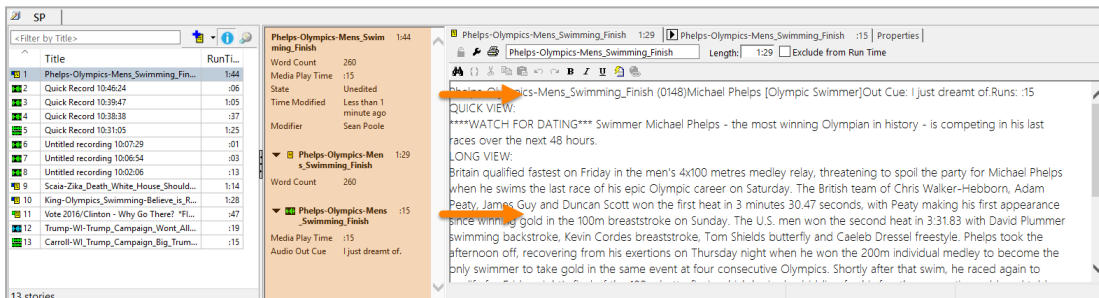 SP
<Filter by Title>
Title RunTi...
1 Phelps-Olympics-Mens_Swimming_Fin... 1:44
2 Quick Record 10:46:24 :06
3 Quick Record 10:39:47 1:05
4 Quick Record 10:38:38 :37
5 Quick Record 10:31:05 1:25
6 Untitled recording 10:07:29 :01
7 Untitled recording 10:06:54 :03
8 Untitled recording 10:02:06 :13
9 Scaia-Zika_Death_White_House_Should... 1:14
10 King-Olympics_Swimming-Believe_is_R... 1:28
11 Vote 2016/Clinton - Why Go There? *Fl... :47
12 Trump-WI-Trump_Campaign_Wont_All... :19
13 Carroll-WI_Trump_Campaign_Big_Trum... :15
13 stories
Phelps-Olympics-Mens_Swim 1:44
ming_Finish
Word Count 260
Media Play Time :15
State Unedited
Time Modified Less than 1
minute ago
Modifier Sean Poole
Phelps-Olympics-Men 1:29
s_Swimming_Finish
Word Count 260
Phelps-Olympics-Mens :15
_Swimming_Finish
Media Play Time :15
Audio Out Cue I just dreamt of.
Phelps-Olympics-Mens_Swimming_Finish 1:29 Phelps-Olympics-Mens_Swimming_Finish :15 Properties
Phelps-Olympics-Mens_Swimming_Finish Length: 1:29 Exclude from Run Time
B I U
Phelps-Olympics-Mens_Swimming_Finish (0148)Michael Phelps [Olympic Swimmer]Out Cue: I just dreamt of.Runs: :15
QUICK VIEW:
****WATCH FOR DATING*** Swimmer Michael Phelps - the most winning Olympian in history - is competing in his last
races over the next 48 hours.
LONG VIEW:
Britain qualified fastest on Friday in the men's 4x100 metres medley relay, threatening to spoil the party for Michael Phelps
when he swims the last race of his epic Olympic career on Saturday. The British team of Chris Walker-Hebborn, Adam
Peaty, James Guy and Duncan Scott won the first heat in 3 minutes 30.47 seconds, with Peaty making his first appearance
since winning gold in the 100m breaststroke on Sunday. The U.S. men won the second heat in 3:31.83 with David Plummer
swimming backstroke, Kevin Cordes breaststroke, Tom Shields butterfly and Caeleb Dressel freestyle. Phelps took the
afternoon off, recovering from his exertions on Thursday night when he won the 200m individual medley to become the
only swimmer to take gold in the same event at four consecutive Olympics. Shortly after that swim, he raced again to